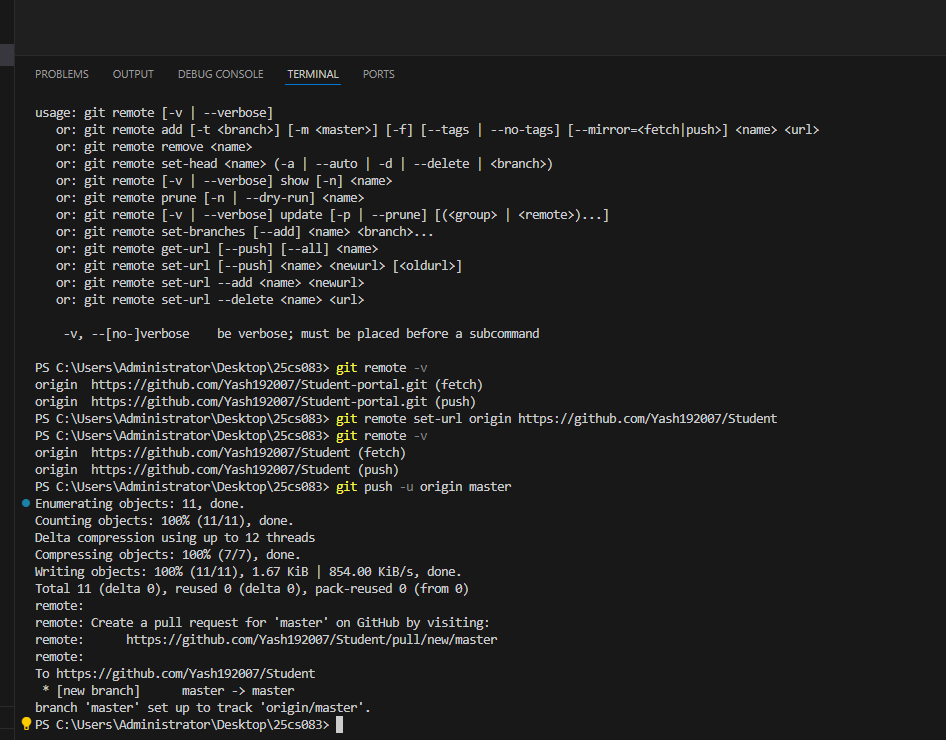 PROBLEMS OUTPUT DEBUG CONSOLE TERMINAL PORTS
usage: git remote [-v | --verbose]
   or: git remote add [-t <branch>] [-m <master>] [-f] [--tags | --no-tags] [--mirror=<fetch|push>] <name> <url>
   or: git remote remove <name>
   or: git remote set-head <name> (-a | --auto | -d | --delete | <branch>)
   or: git remote [-v | --verbose] show [-n] <name>
   or: git remote prune [-n | --dry-run] <name>
   or: git remote [-v | --verbose] update [-p | --prune] [(<group> | <remote>)...]
   or: git remote set-branches [--add] <name> <branch>...
   or: git remote get-url [--push] [--all] <name>
   or: git remote set-url [--push] <name> <newurl> [<oldurl>]
   or: git remote set-url --add <name> <newurl>
   or: git remote set-url --delete <name> <url>
    -v, --[no-]verbose    be verbose; must be placed before a subcommand
PS C:\Users\Administrator\Desktop\25cs083> git remote -v
origin  https://github.com/Yash192007/Student-portal.git (fetch)
origin  https://github.com/Yash192007/Student-portal.git (push)
PS C:\Users\Administrator\Desktop\25cs083> git remote set-url origin https://github.com/Yash192007/Student
PS C:\Users\Administrator\Desktop\25cs083> git remote -v
origin  https://github.com/Yash192007/Student (fetch)
origin  https://github.com/Yash192007/Student (push)
PS C:\Users\Administrator\Desktop\25cs083> git push -u origin master
Enumerating objects: 11, done.
Counting objects: 100% (11/11), done.
Delta compression using up to 12 threads
Compressing objects: 100% (7/7), done.
Writing objects: 100% (11/11), 1.67 KiB | 854.00 KiB/s, done.
Total 11 (delta 0), reused 0 (delta 0), pack-reused 0 (from 0)
remote:
remote: Create a pull request for 'master' on GitHub by visiting:
remote:      https://github.com/Yash192007/Student/pull/new/master
remote:
To https://github.com/Yash192007/Student
 * [new branch]      master -> master
branch 'master' set up to track 'origin/master'.
PS C:\Users\Administrator\Desktop\25cs083>